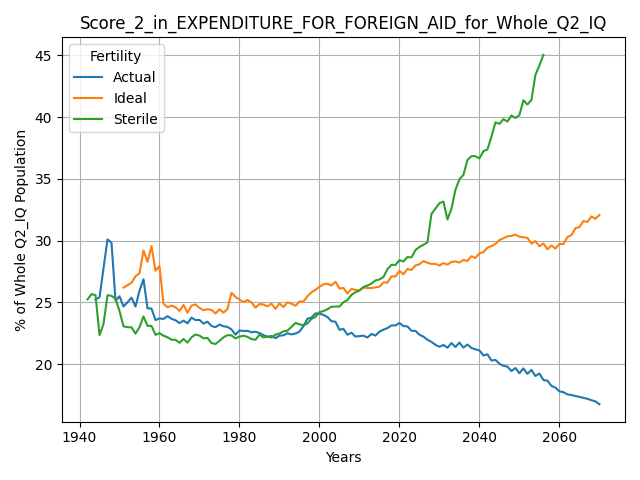 Score_2_in_EXPENDITURE_FOR_FOREIGN_AID_for_Whole_Q2_IQ
Fertility
Actual
Ideal
Sterile
% of Whole Q2_IQ Population
45
40
35
30
25
20
1940 1960 1980 2000 2020 2040 2060
Years